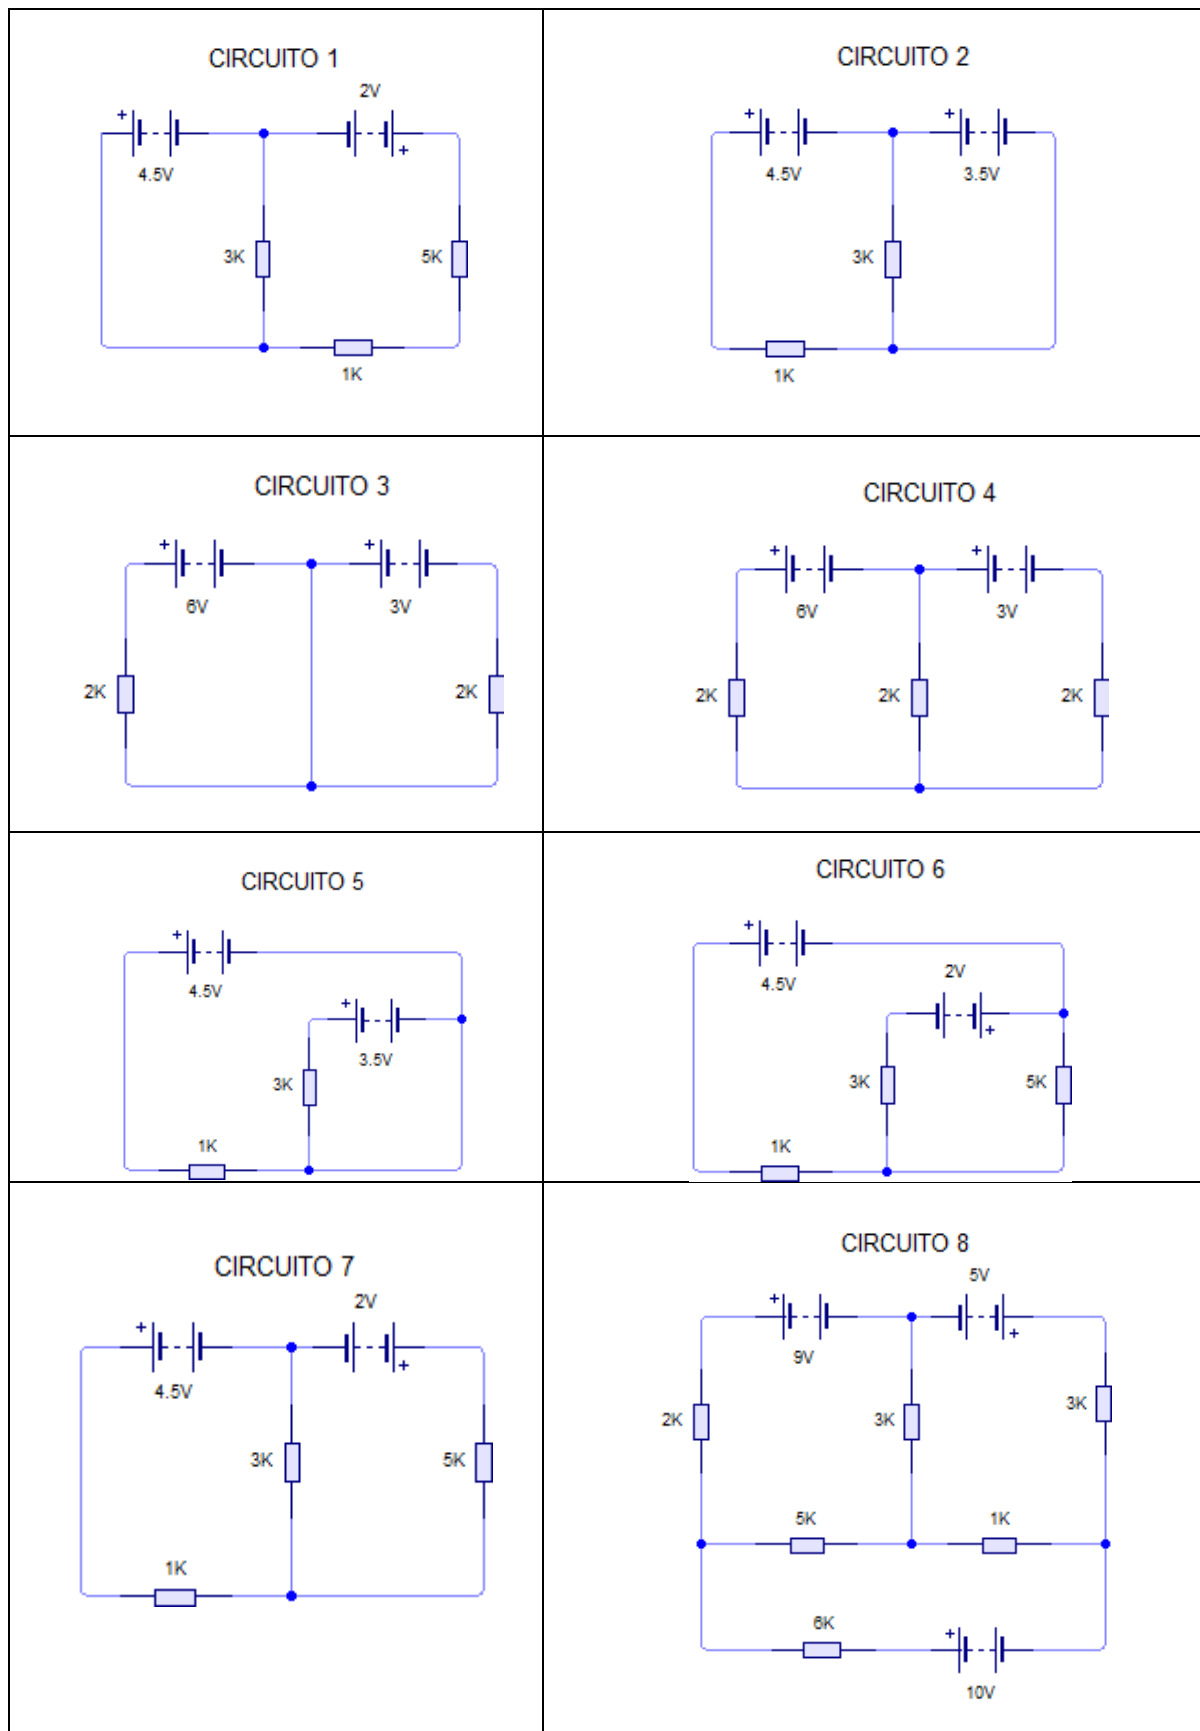 CIRCUITO 1
2V
+
+
4.5V
3K
5K
1K
CIRCUITO 2
+
+
4.5V
3.5V
3K
1K
CIRCUITO 3
+
+
6V
3V
2K
2K
CIRCUITO 4
+
+
6V
3V
2K
2K
2K
CIRCUITO 5
+
4.5V
+
3.5V
3K
1K
CIRCUITO 6
+
4.5V
2V
+
3K
5K
1K
CIRCUITO 7
2V
+
+
4.5V
3K
5K
1K
CIRCUITO 8
5V
+
+
9V
2K
3K
3K
5K
1K
6K
+
10V